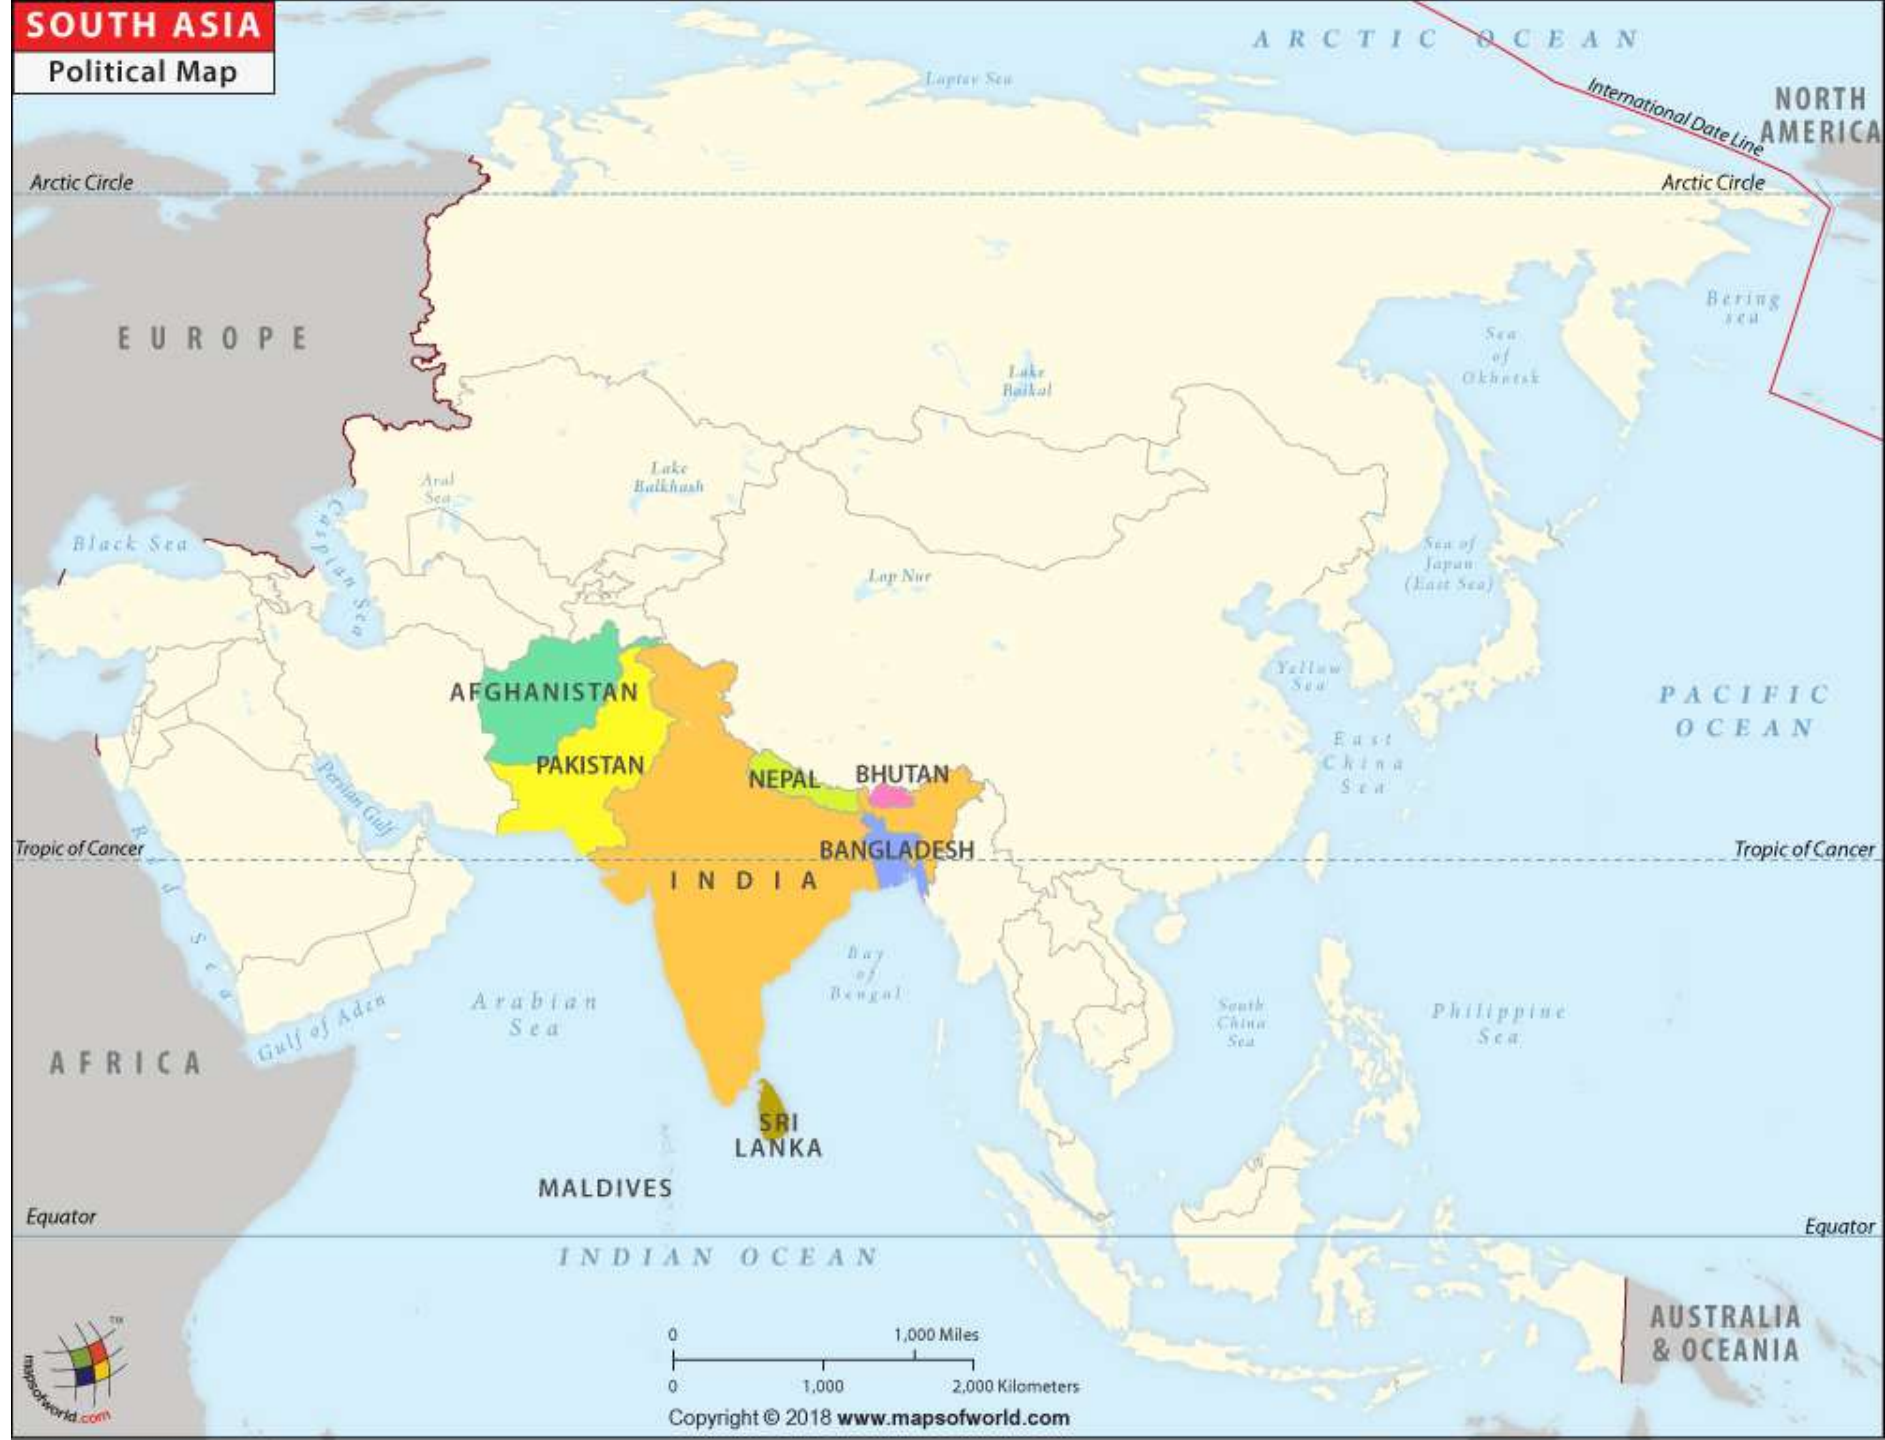 SOUTH ASIA
Political Map
ARCTIC OCEAN
Laptev Sea
International Date Line
NORTH
AMERICA
Arctic Circle
Arctic Circle
EUROPE
Bering
sea
Sea
of
Okhotsk
Lake
Baikal
Lake
Balkhash
Aral
Sea
Caspian Sea
Black Sea
Lop Nur
Sea of
Japan
(East Sea)
Yellow
Sea
PACIFIC
OCEAN
AFGHANISTAN
PAKISTAN
NEPAL
BHUTAN
East
China
Sea
Persian Gulf
Red Sea
Tropic of Cancer
BANGLADESH
Tropic of Cancer
INDIA
Bay
of
Bengal
Arabian
Sea
Gulf of Aden
South
China
Sea
Philippine
Sea
AFRICA
SRI
LANKA
MALDIVES
Equator
Equator
INDIAN OCEAN
AUSTRALIA
& OCEANIA
0 1,000 Miles
0 1,000 2,000 Kilometers
Copyright © 2018 www.mapsofworld.com
TM
mapsofworld.com